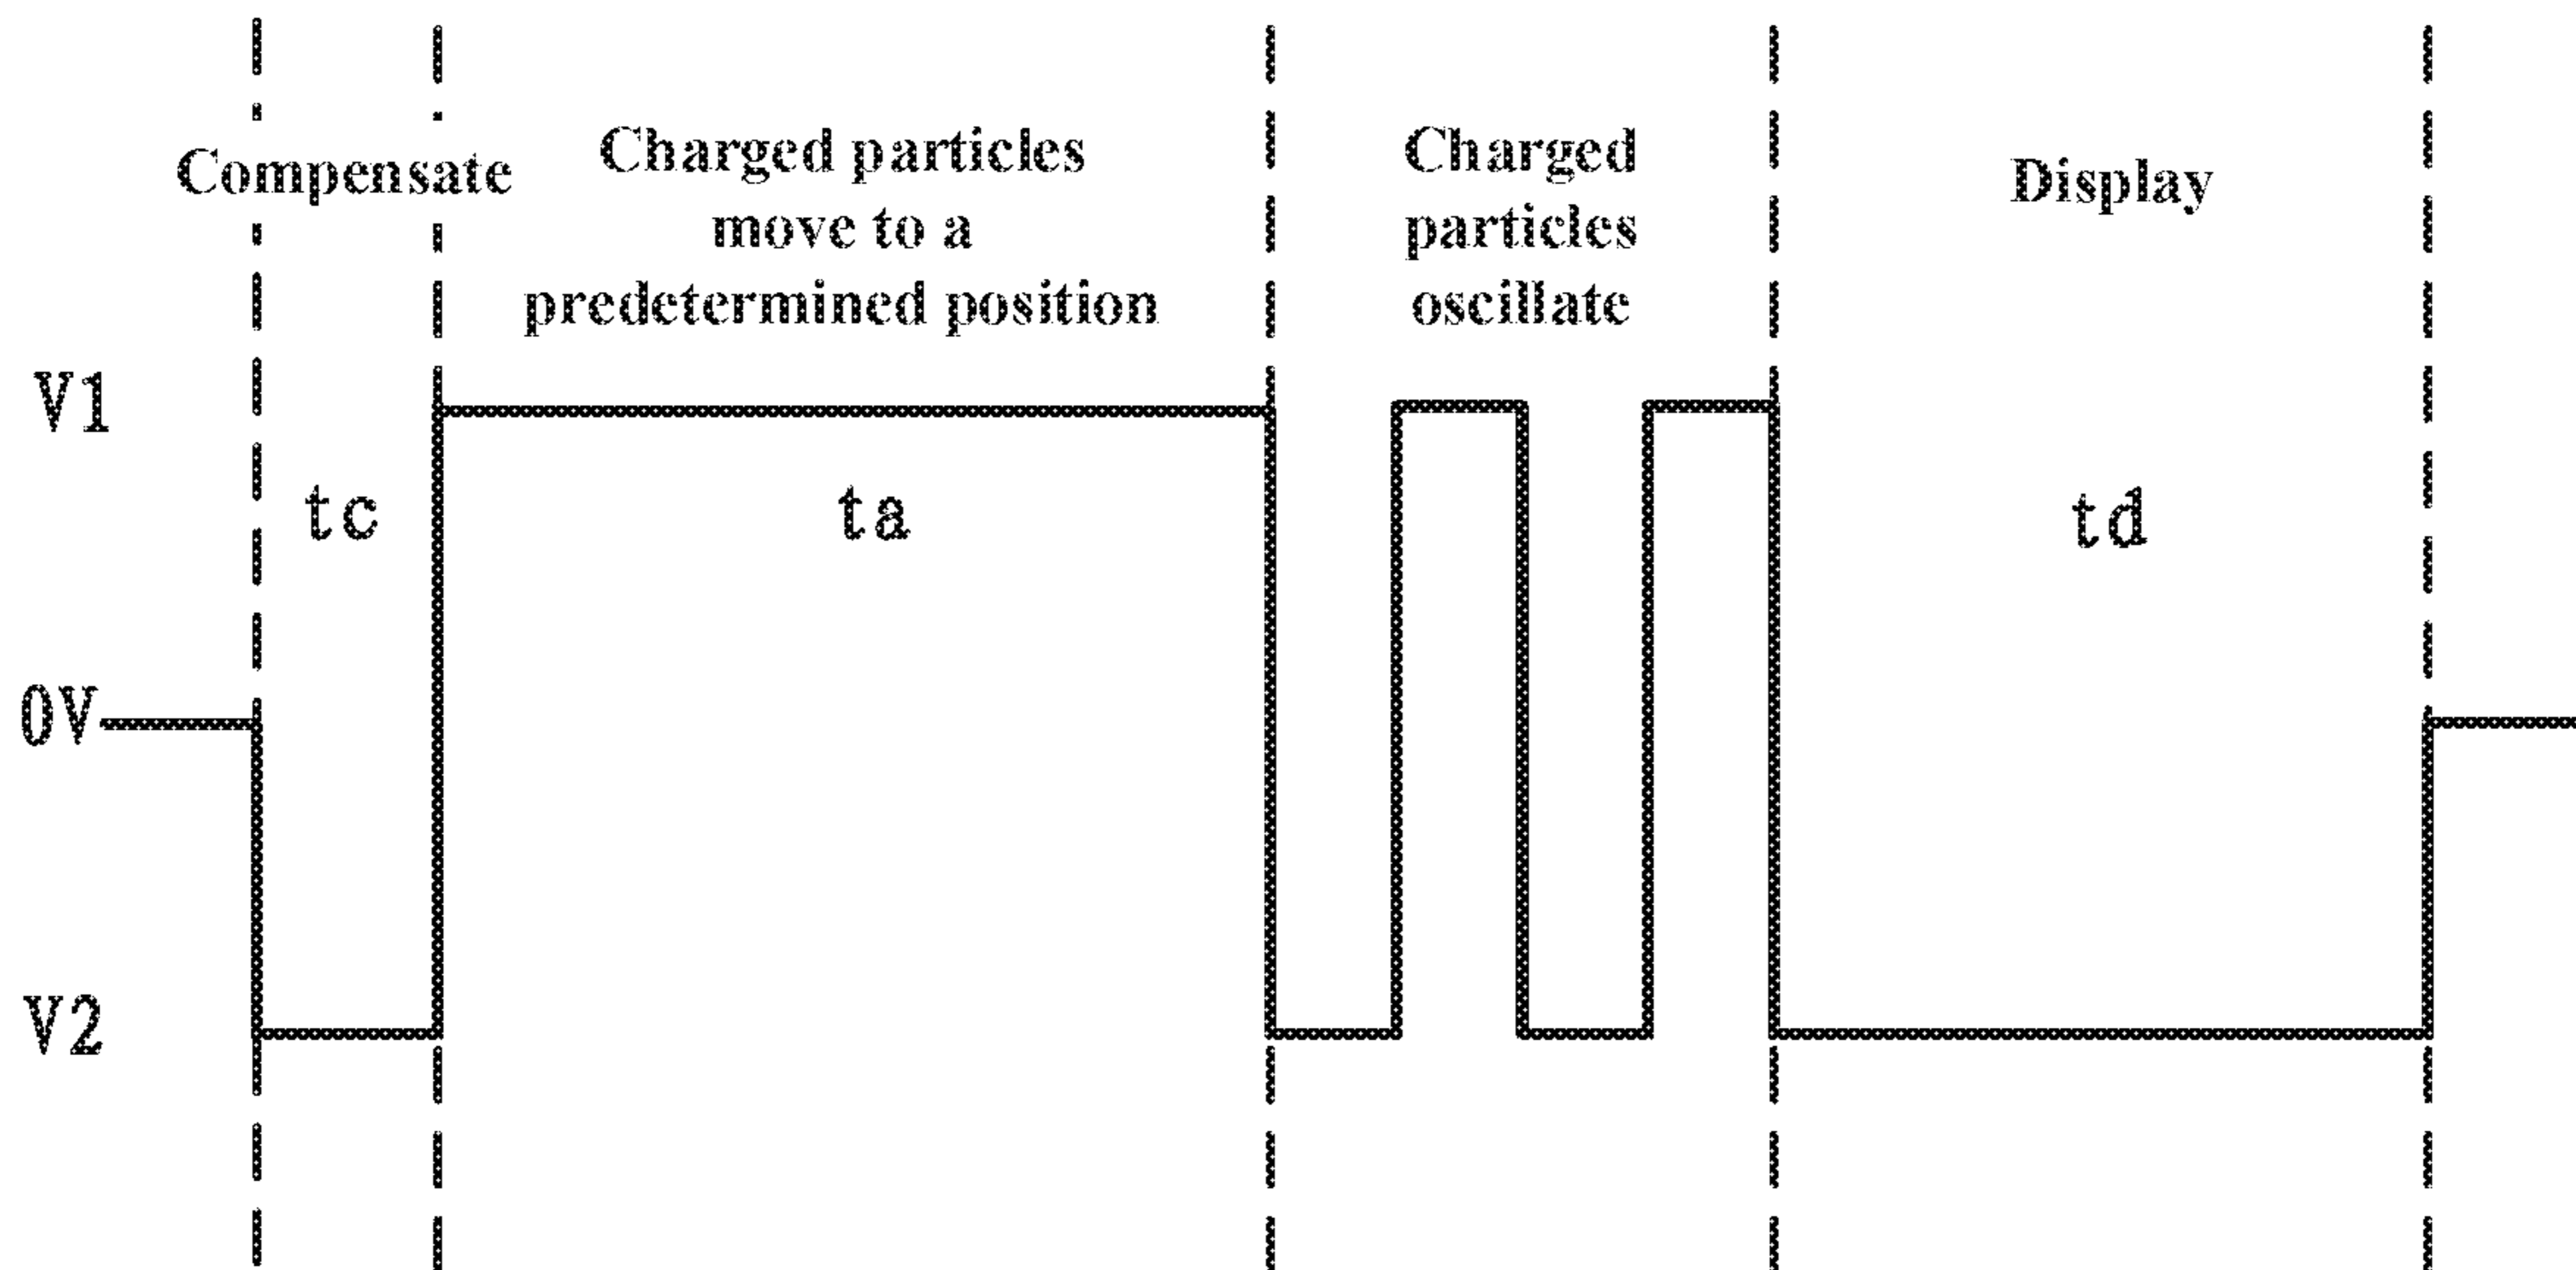 Compensate
Charged particles
move to a
predetermined position
Charged
particles
oscillate
Display
V1
tc
ta
td
0V
V2